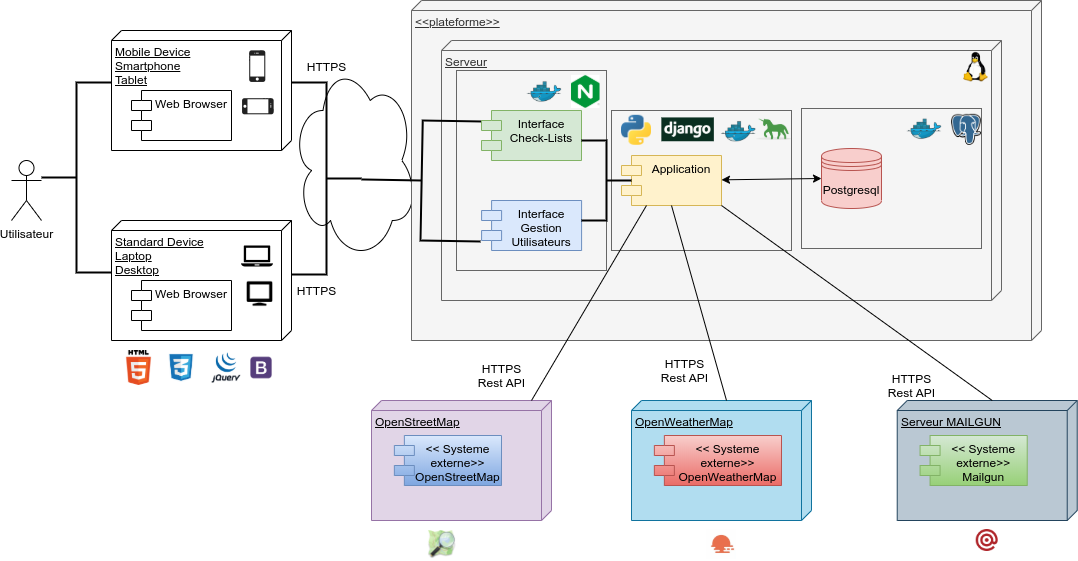 <<plateforme>>
Serveur
Mobile Device
Smartphone
Tablet
Web Browser
HTTPS
Utilisateur
Standard Device
Laptop
Desktop
Web Browser
HTTPS
HTML
5
3
jQuery
B
N
Interface
Check-Lists
Interface
Gestion
Utilisateurs
django
Application
Postgresql
HTTPS
Rest API
HTTPS
Rest API
HTTPS
Rest API
OpenStreetMap
<< Systeme
externe>>
OpenStreetMap
OpenWeatherMap
<< Systeme
externe>>
OpenWeatherMap
Serveur MAILGUN
<< Systeme
externe>>
Mailgun